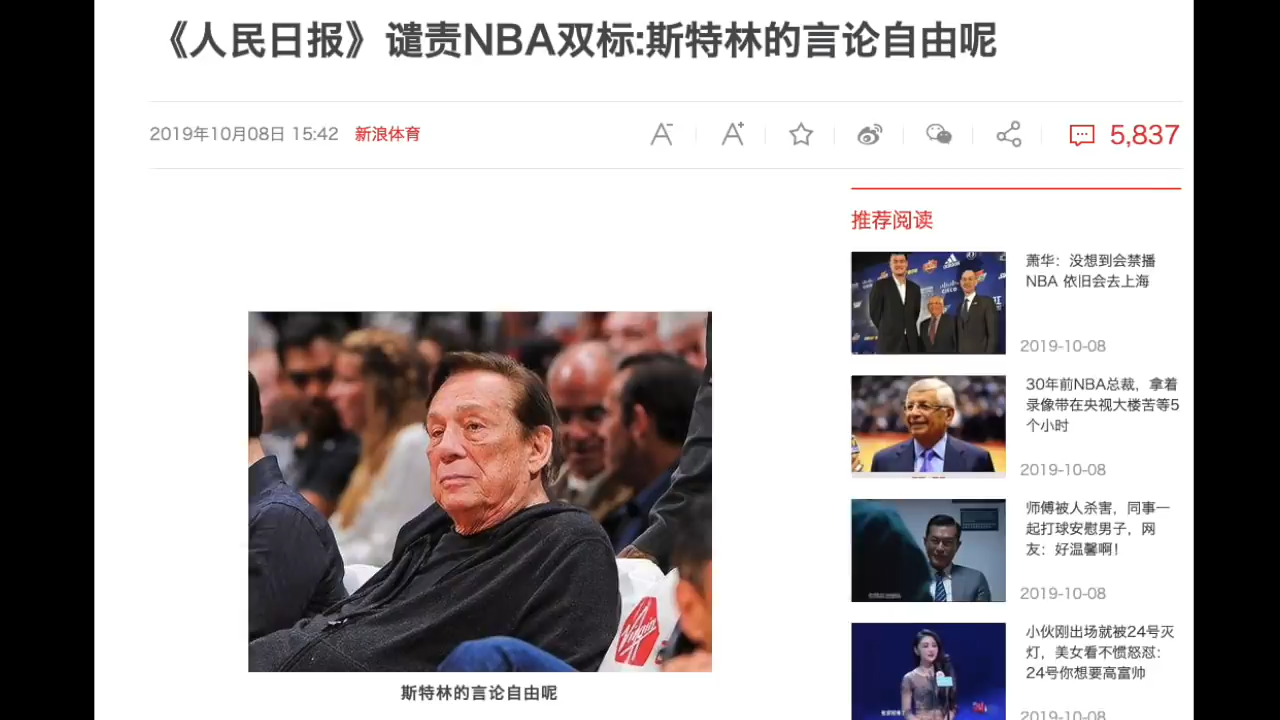 《人民日报》谴责NBA双标:斯特林的言论自由呢
2019年10月08日 15:42 新浪体育
A- A+ 5,837
推荐阅读
萧华：没想到会禁播
NBA 依旧会去上海
2019-10-08
30年前NBA总裁，拿着
录像带在央视大楼苦等5
个小时
2019-10-08
师傅被人杀害，同事一
起打球安慰男子，网
友：好温馨啊！
2019-10-08
小伙刚出场就被24号灭
灯，美女看不惯怒怼：
24号你想要高富帅
2019-10-08
Virgin
斯特林的言论自由呢